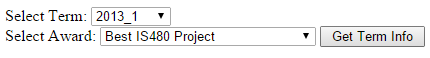 Select Term: 2013_1
Select Award: Best IS480 Project Get Term Info